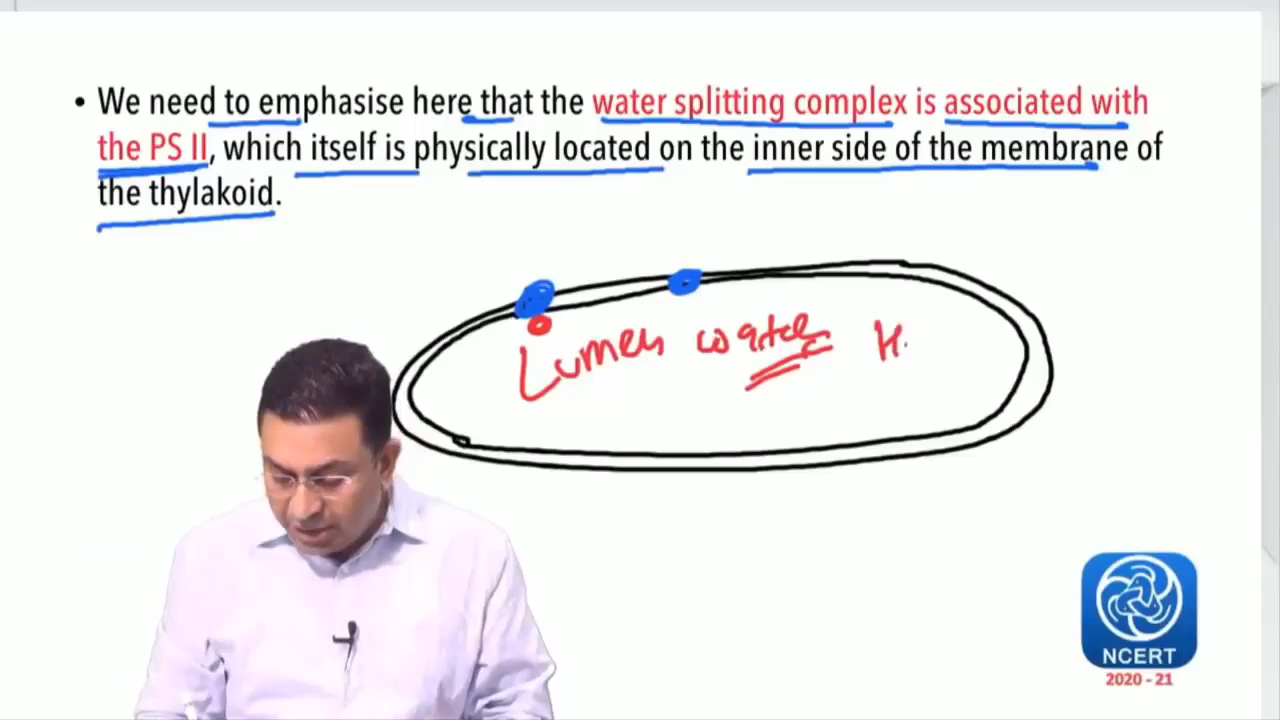 • We need to emphasise here that the water splitting complex is associated with
the PS II, which itself is physically located on the inner side of the membrane of
the thylakoid.
Lumen water H
NCERT
2020 - 21